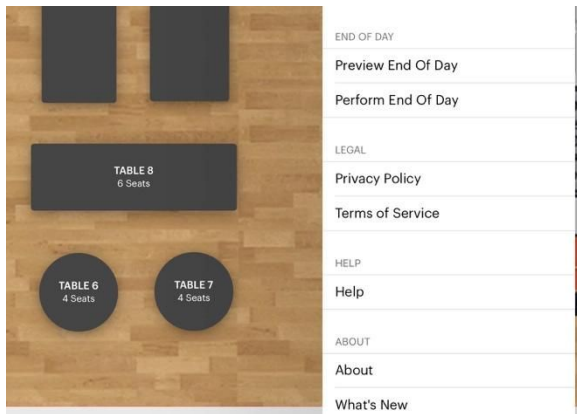 TABLE 8
6 Seats
TABLE 6
4 Seats
TABLE 7
4 Seats
END OF DAY
Preview End Of Day
Perform End Of Day
LEGAL
Privacy Policy
Terms of Service
HELP
Help
ABOUT
About
What's New